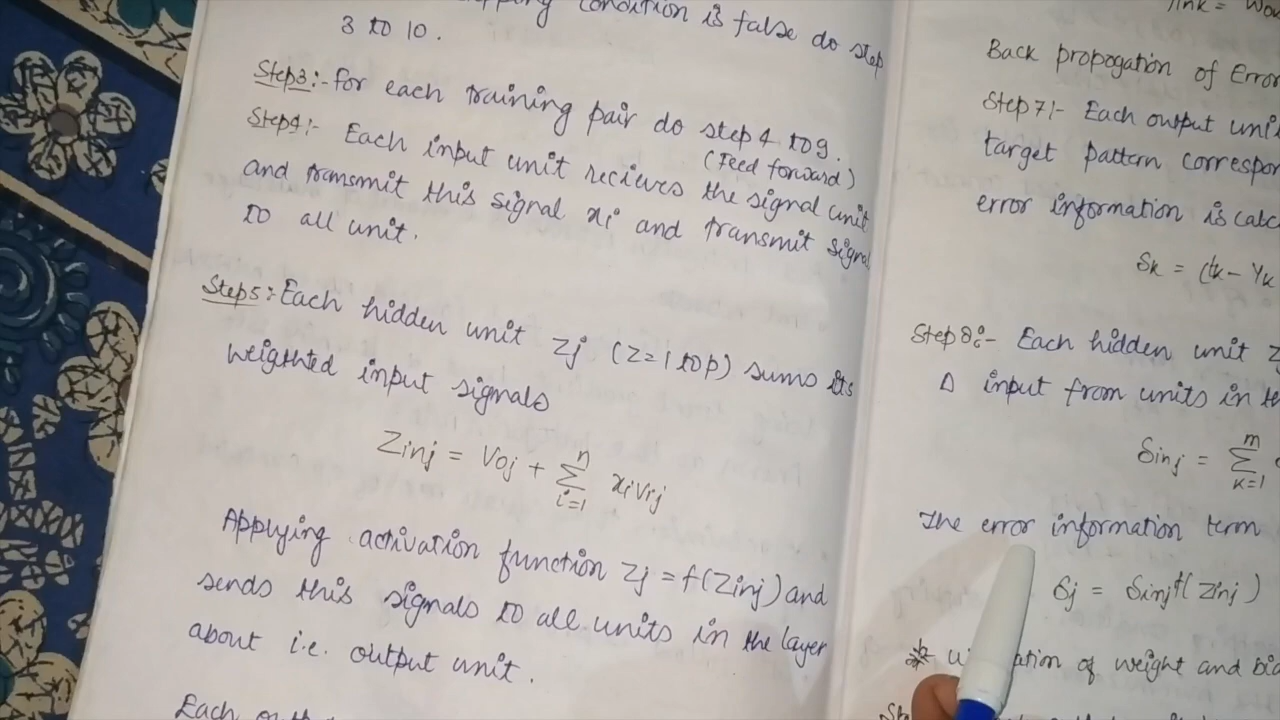 condition is false do step
3 to 10.
Step3:- for each training pair do step 4 to 9.
(Feed forward)
Step4:- Each input unit recieves the signal unit
and transmit this signal xi and transmit signal
to all unit.
Step5:- Each hidden unit Zj (Z=1 to p) sums its
weighted input signals
Zinj = Voj + n∑i=1 xiVij
Applying activation function Zj = f(Zinj) and
sends this signals to all units in the layer
about i.e. output unit.
Each
Back propogation of Error
Step7:- Each output uni
target pattern correspon
error information is calc
δk = (tk - Yk
Step8:- Each hidden unit Z
Δ input from units in
δinj = m∑k=1
The error information term
δj = δinjf(Zinj)
of weight and